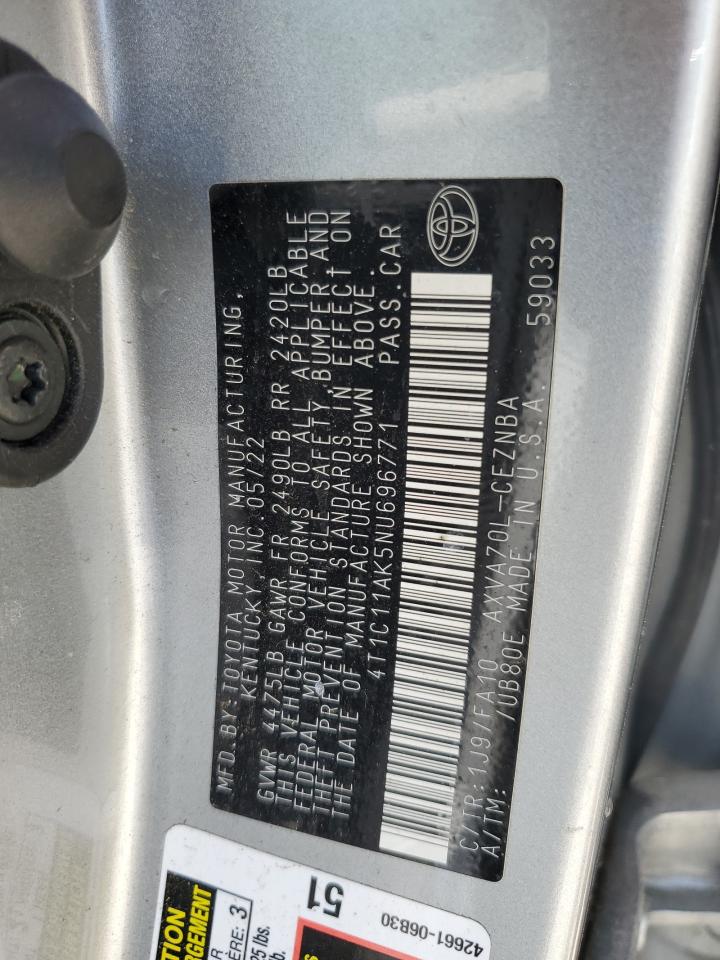 MFD.BY:TOYOTA MOTOR MANUFACTURING,
KENTUCKY,INC.05/22
GVWR 4475LB GAWR FR 2490LB RR 2420LB
THIS VEHICLE CONFORMS TO ALL APPLICABLE
FEDERAL MOTOR VEHICLE SAFETY,BUMPER,AND
THEFT PREVENTION STANDARDS IN EFFECT ON
THE DATE OF MANUFACTURE SHOWN ABOVE.
4T1C11AK5NU696771 PASS.CAR
C/TR:1J9/FA10 AXVA70L-CEZNBA
A/TM: /UB80E MADE IN U.S.A. 59033
51
42661-06B30
3